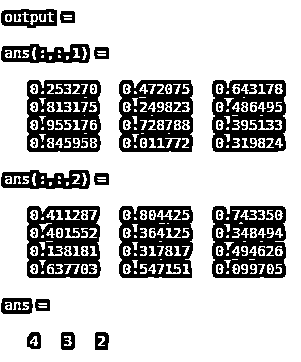 output =
ans(:,:,1) =
0.253270 0.472075 0.643178
0.813175 0.249823 0.486495
0.955176 0.728788 0.395133
0.845958 0.011772 0.319824
ans(:,:,2) =
0.411287 0.804425 0.743350
0.401552 0.364125 0.348494
0.138181 0.317817 0.494626
0.637703 0.547151 0.099705
ans =
4 3 2